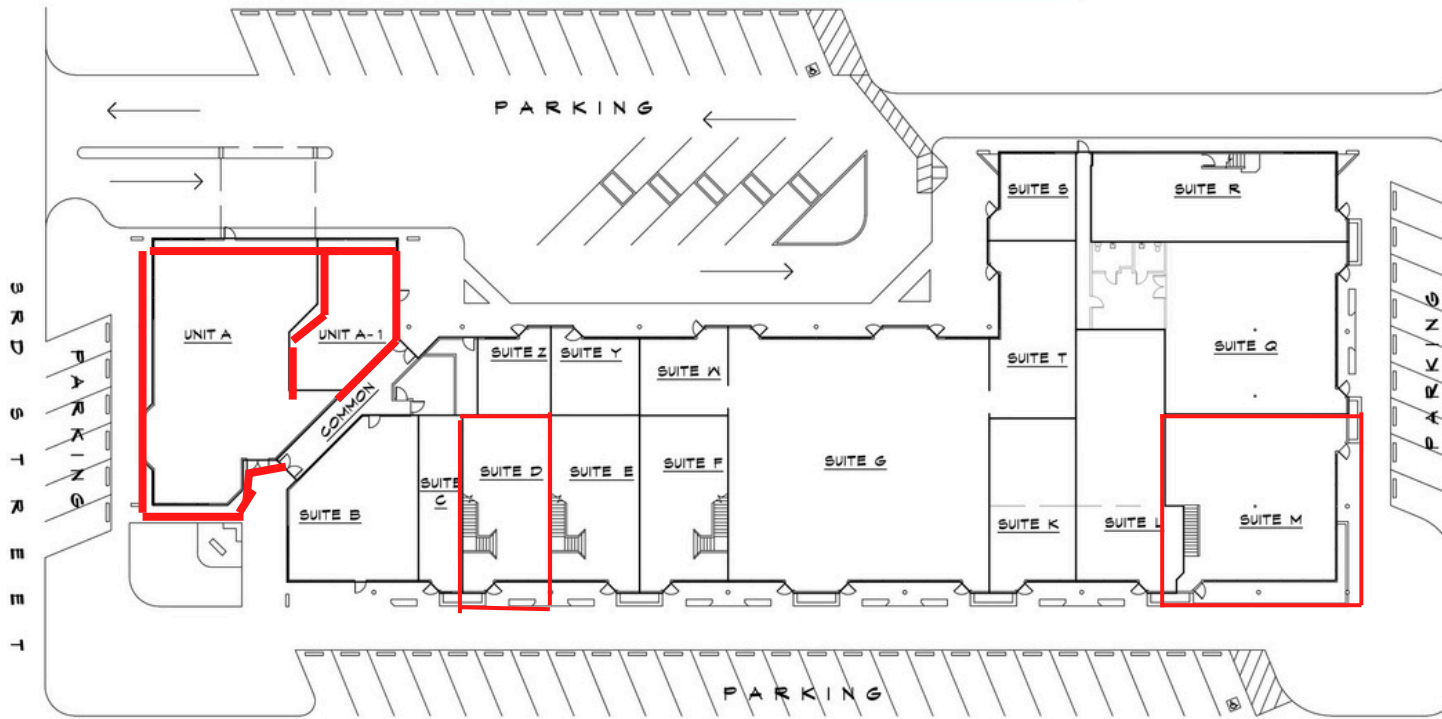 PARKING
SUITE S
SUITE R
3RD STREET
PARKING
UNIT A
UNIT A-1
COMMON
SUITE Z
SUITE Y
SUITE W
SUITE T
SUITE Q
PARKING
SUITE B
SUITE C
SUITE D
SUITE E
SUITE F
SUITE G
SUITE K
SUITE L
SUITE M
PARKING